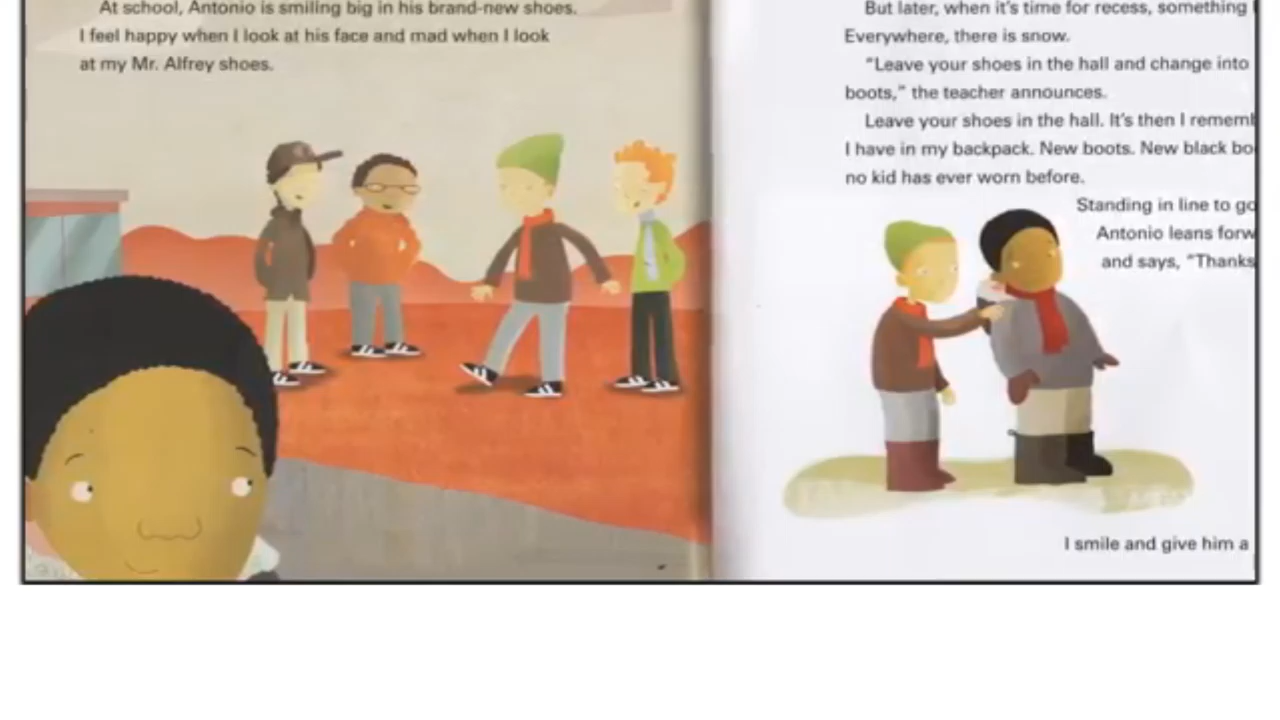 At school, Antonio is smiling big in his brand-new shoes.
I feel happy when I look at his face and mad when I look
at my Mr. Alfrey shoes.
But later, when it's time for recess, something
Everywhere, there is snow.
"Leave your shoes in the hall and change into
boots," the teacher announces.
Leave your shoes in the hall. It's then I
I have in my backpack. New boots. New black
no kid has ever worn before.
Standing in line to
Antonio leans
and says, "Thanks
I smile and give him a